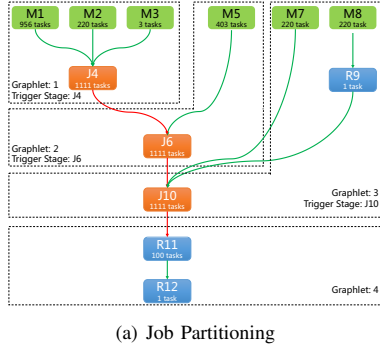 M1
956 tasks
M2
220 tasks
M3
3 tasks
M5
403 tasks
M7
220 task
M8
220 task
J4
1111 tasks
R9
1 task
Graphlet: 1
Trigger Stage: J4
J6
1111 tasks
Graphlet: 2
Trigger Stage:J6
J10
1111 tasks
Graphlet: 3
Trigger Stage: J10
R11
100 tasks
R12
1 task
Graphlet: 4
(a) Job Partitioning